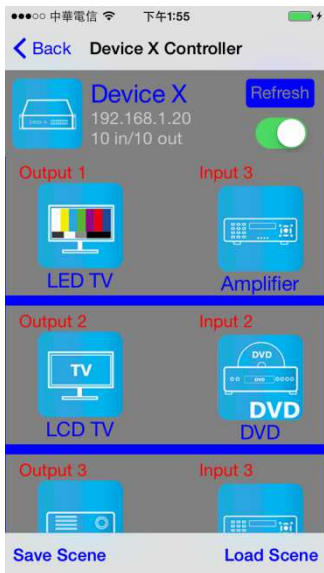 中華電信 下午1:55
Back Device X Controller
Device X Refresh
192.168.1.20
10 in/10 out
Output 1 Input 3
LED TV Amplifier
Output 2 Input 2
TV DVD
DVD
DVD
LCD TV DVD
Output 3 Input 3
Save Scene Load Scene